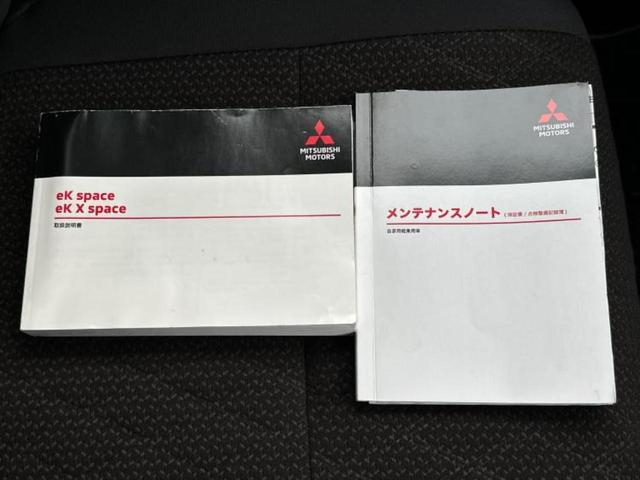 MITSUBISHI
MOTORS
eK space
eK X space
取扱説明書
MITSUBISHI
MOTORS
メンテナンスノート (保証書/点検整備記録簿)
自家用軽乗用車